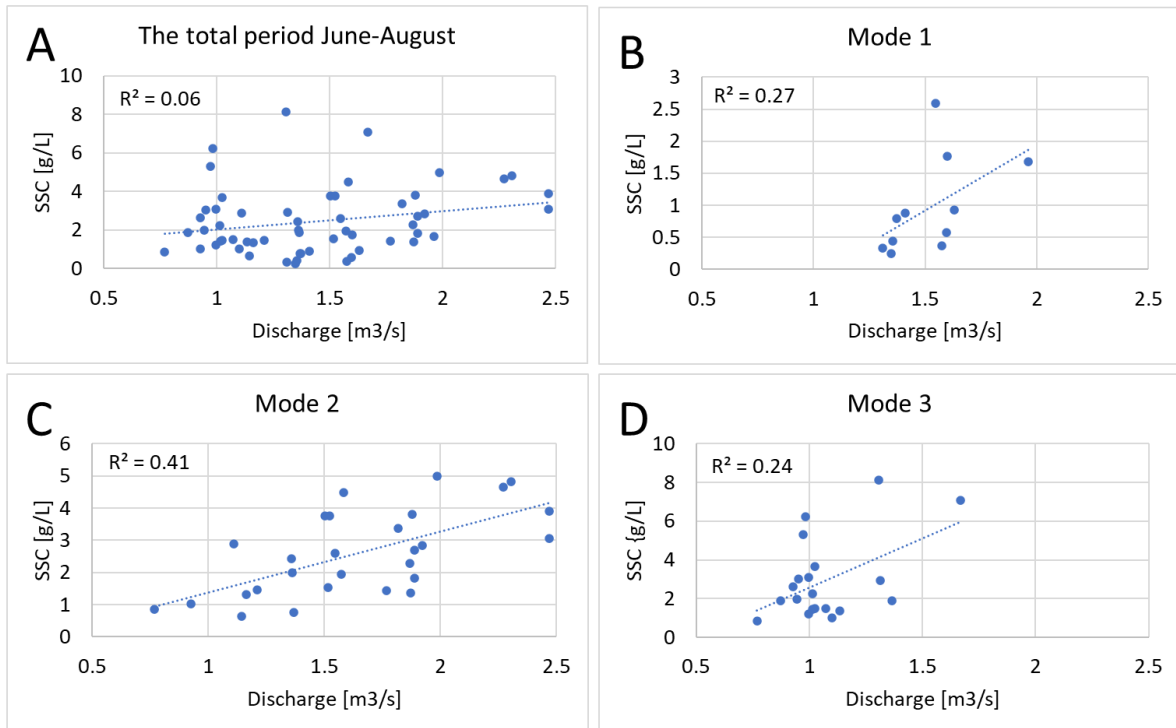 A
The total period June-August
R² = 0.06
SSC [g/L]
10
8
6
4
2
0
0.5 1 1.5 2 2.5
Discharge [m3/s]
B
Mode 1
R² = 0.27
SSC [g/L]
3
2.5
2
1.5
1
0.5
0
0.5 1 1.5 2 2.5
Discharge [m3/s]
C
Mode 2
R² = 0.41
SSC [g/L]
6
5
4
3
2
1
0
0.5 1 1.5 2 2.5
Discharge [m3/s]
D
Mode 3
R² = 0.24
SSC {g/L]
10
8
6
4
2
0
0.5 1 1.5 2 2.5
Discharge [m3/s]